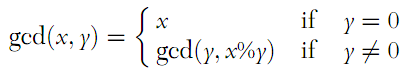 gcd(x, y) = { x if y = 0
gcd(y, x%y) if y ≠ 0